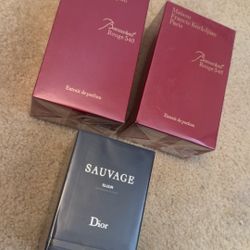 Baccarat
Rouge 540
Extrait de parfum
Maison
Francis Kurkdjian
Paris
Baccarat
Rouge 540
Extrait de parfum
SAUVAGE
ELIXIR
Dior